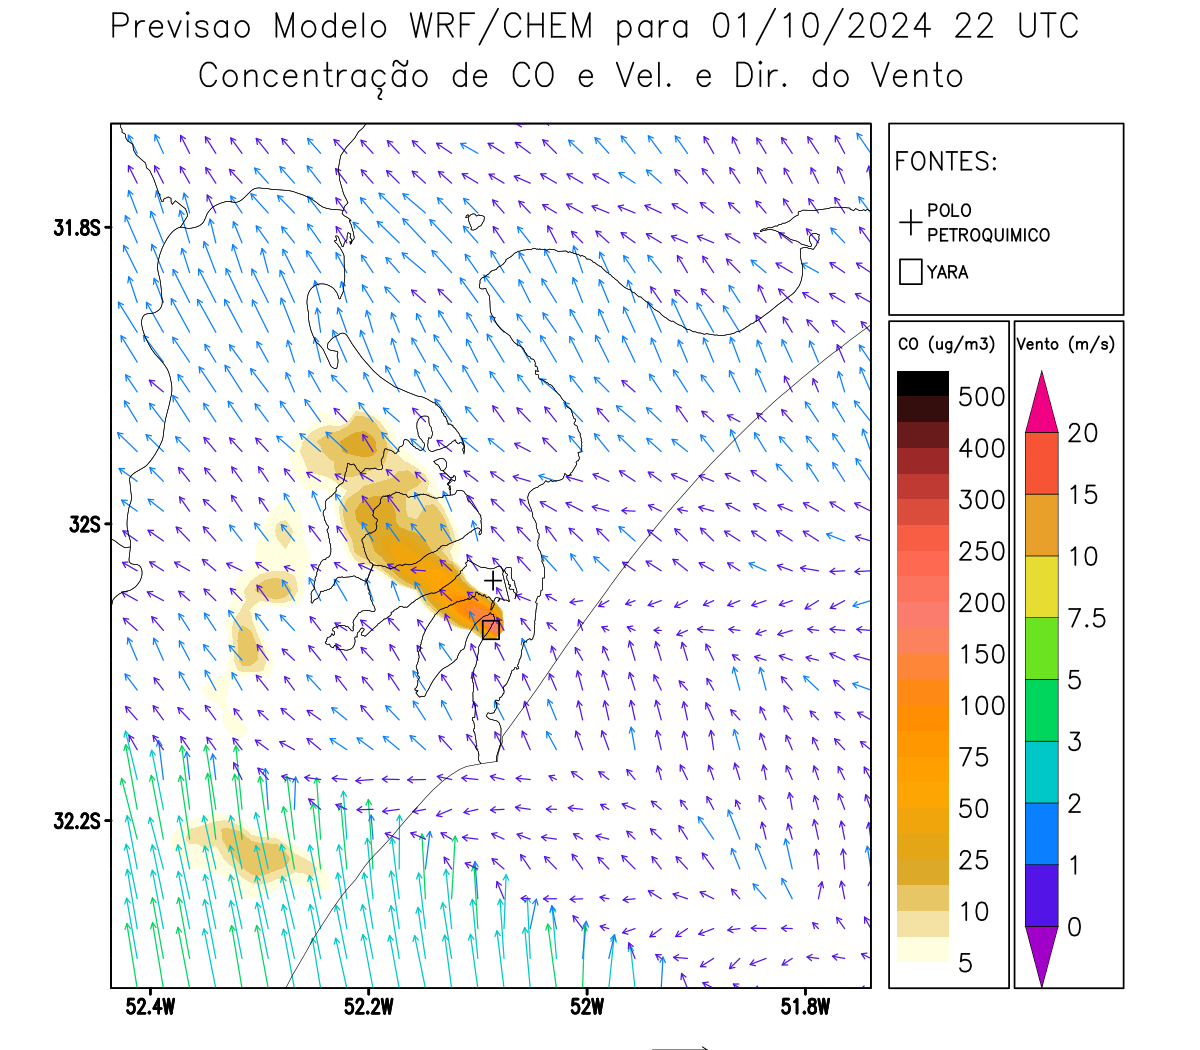 Previsao Modelo WRF/CHEM para 01/10/2024 22 UTC
Concentração de CO e Vel. e Dir. do Vento
FONTES:
POLO
PETROQUIMICO
YARA
CO (ug/m3)
500
400
300
250
200
150
100
75
50
25
10
5
Vento (m/s)
20
15
10
7.5
5
3
2
1
0
31.8S
32S
32.2S
52.4W
52.2W
52W
51.8W